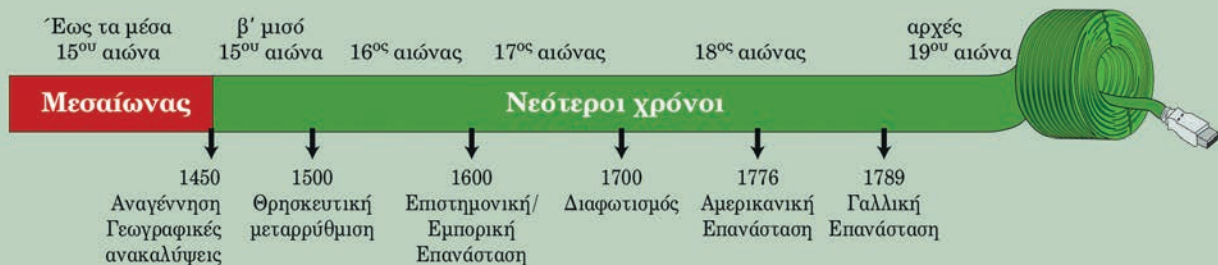 Έως τα μέσα
15ου αιώνα
β΄ μισό
15ου αιώνα
16ος αιώνας
17ος αιώνας
18ος αιώνας
αρχές
19ου αιώνα
Μεσαίωνας
Νεότεροι χρόνοι
1450
Αναγέννηση
Γεωγραφικές
ανακαλύψεις
1500
Θρησκευτική
μεταρρύθμιση
1600
Επιστημονική/
Εμπορική
Επανάσταση
1700
Διαφωτισμός
1776
Αμερικανική
Επανάσταση
1789
Γαλλική
Επανάσταση